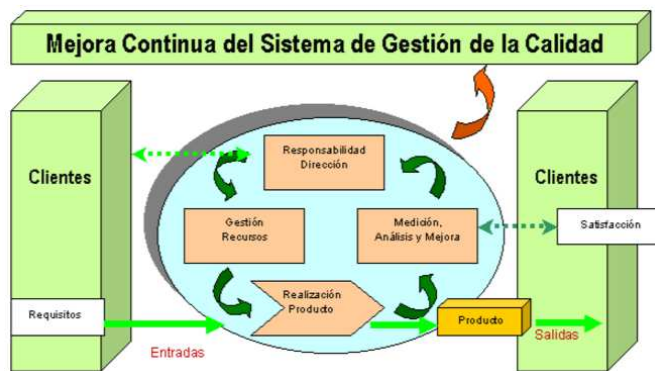 Mejora Continua del Sistema de Gestión de la Calidad
Clientes
Responsabilidad
Dirección
Clientes
Gestión
Recursos
Medición,
Análisis y Mejora
Satisfacción
Requisitos
Realización
Producto
Producto
Entradas
Salidas